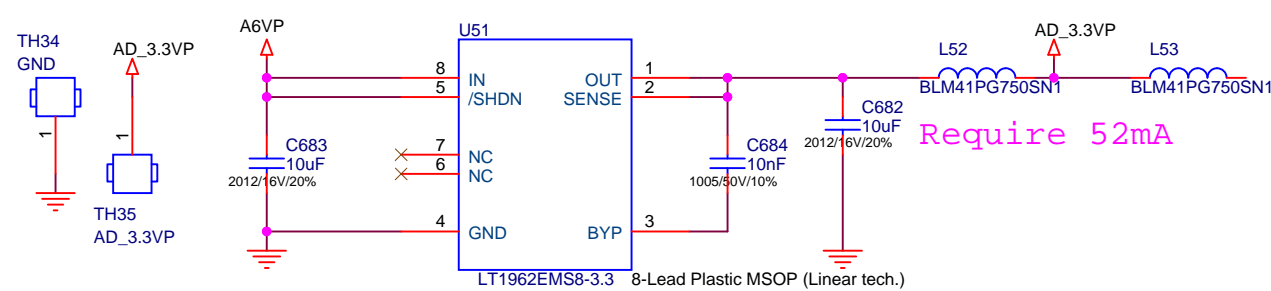 TH34
GND
1
AD_3.3VP
1
TH35
AD_3.3VP
A6VP
C683
10uF
2012/16V/20%
U51
8 IN
5 /SHDN
7 NC
6 NC
4 GND
OUT 1
SENSE 2
BYP 3
LT1962EMS8-3.3 8-Lead Plastic MSOP (Linear tech.)
C684
10nF
1005/50V/10%
C682
10uF
2012/16V/20%
L52
BLM41PG750SN1
AD_3.3VP
L53
BLM41PG750SN1
Require 52mA